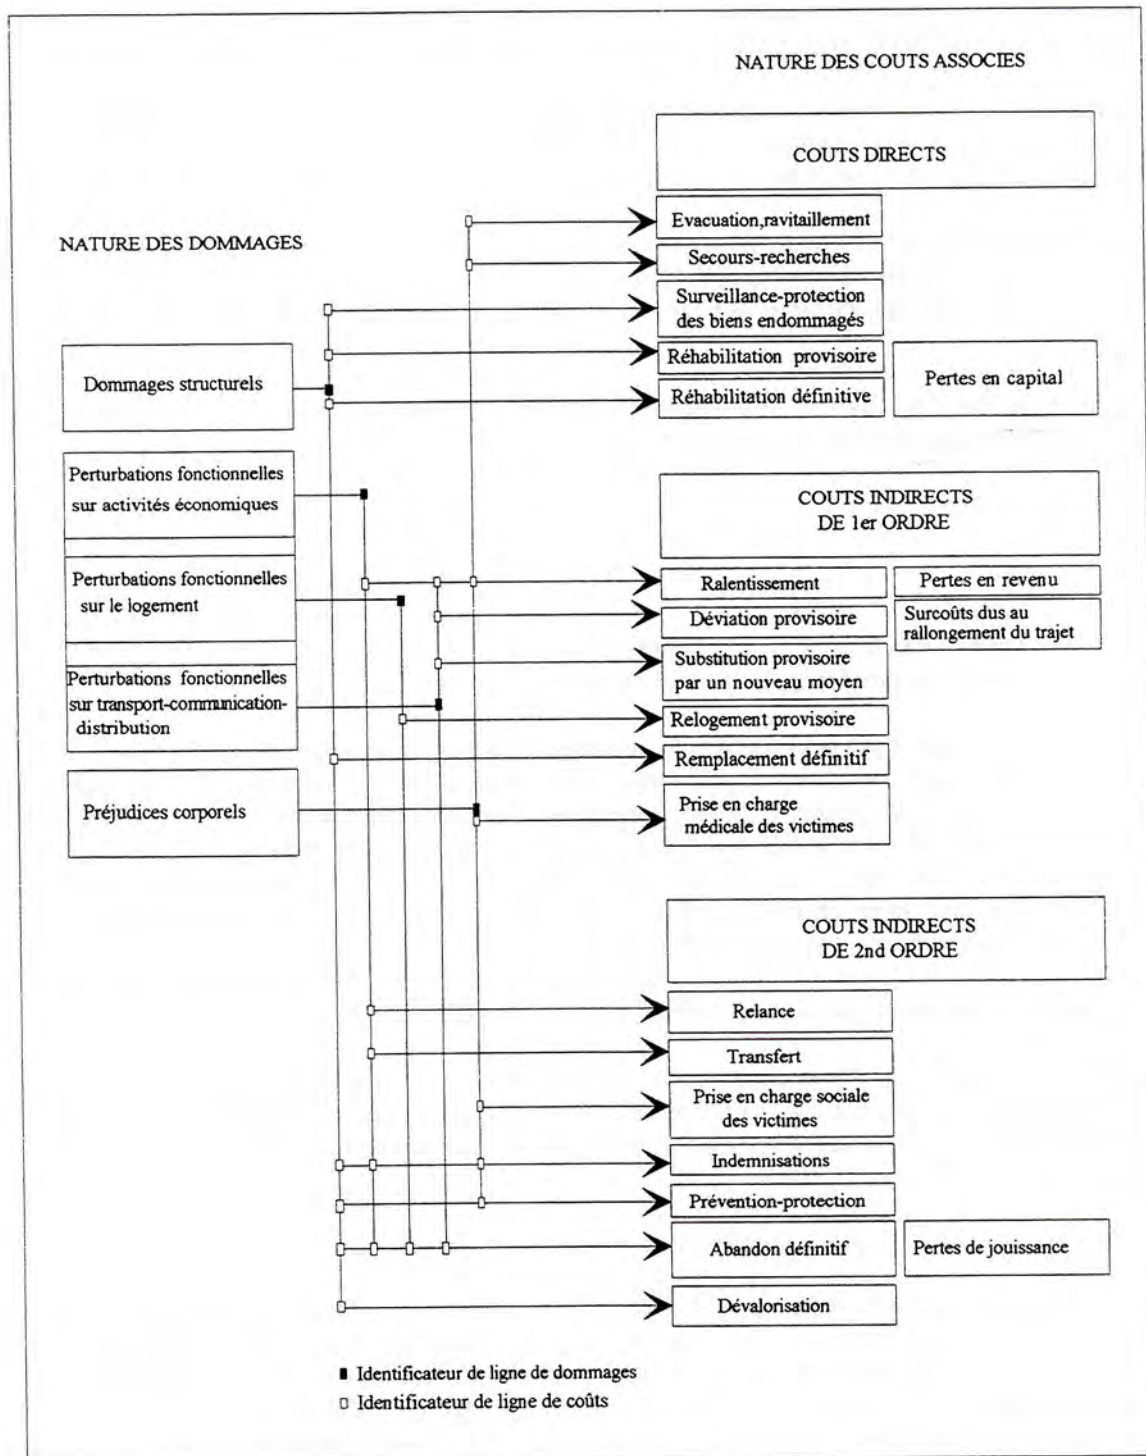 NATURE DES COUTS ASSOCIES
COUTS DIRECTS
NATURE DES DOMMAGES
Evacuation,ravitaillement
Secours-recherches
Surveillance-protection
des biens endommagés
Réhabilitation provisoire
Réhabilitation définitive
Pertes en capital
Dommages structurels
Perturbations fonctionnelles
sur activités économiques
Perturbations fonctionnelles
sur le logement
Perturbations fonctionnelles
sur transport-communication-
distribution
Préjudices corporels
COUTS INDIRECTS
DE 1er ORDRE
Ralentissement
Pertes en revenu
Déviation provisoire
Surcoûts dus au
rallongement du trajet
Substitution provisoire
par un nouveau moyen
Relogement provisoire
Remplacement définitif
Prise en charge
médicale des victimes
COUTS INDIRECTS
DE 2nd ORDRE
Relance
Transfert
Prise en charge sociale
des victimes
Indemnisations
Prévention-protection
Abandon définitif
Pertes de jouissance
Dévalorisation
Identificateur de ligne de dommages
Identificateur de ligne de coûts